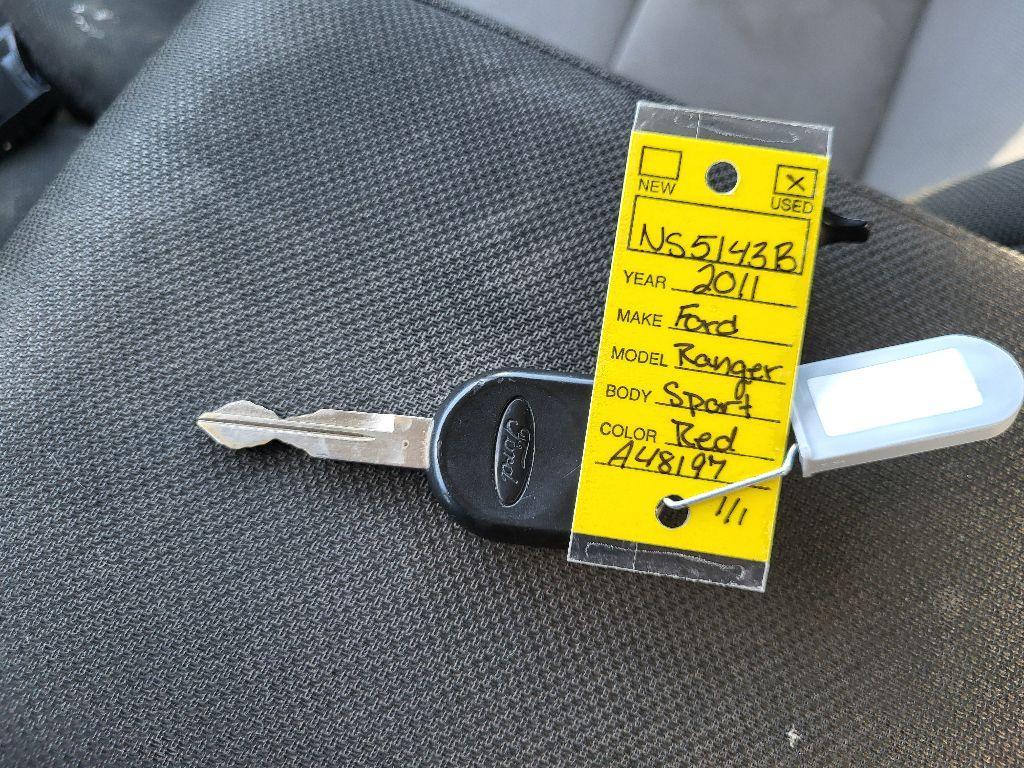 NEW
USED
NS5143B
YEAR 2011
MAKE Ford
MODEL Ranger
BODY Sport
COLOR Red
A48197
1/1
Ford